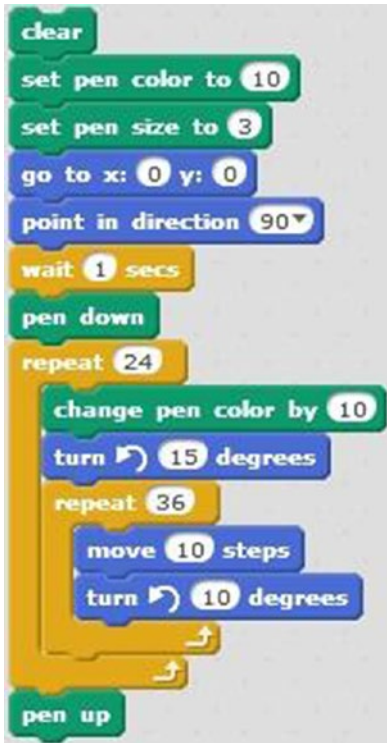 clear
set pen color to 10
set pen size to 3
go to x: 0 y: 0
point in direction 90
wait 1 secs
pen down
repeat 24
change pen color by 10
turn 15 degrees
repeat 36
move 10 steps
turn 10 degrees
pen up